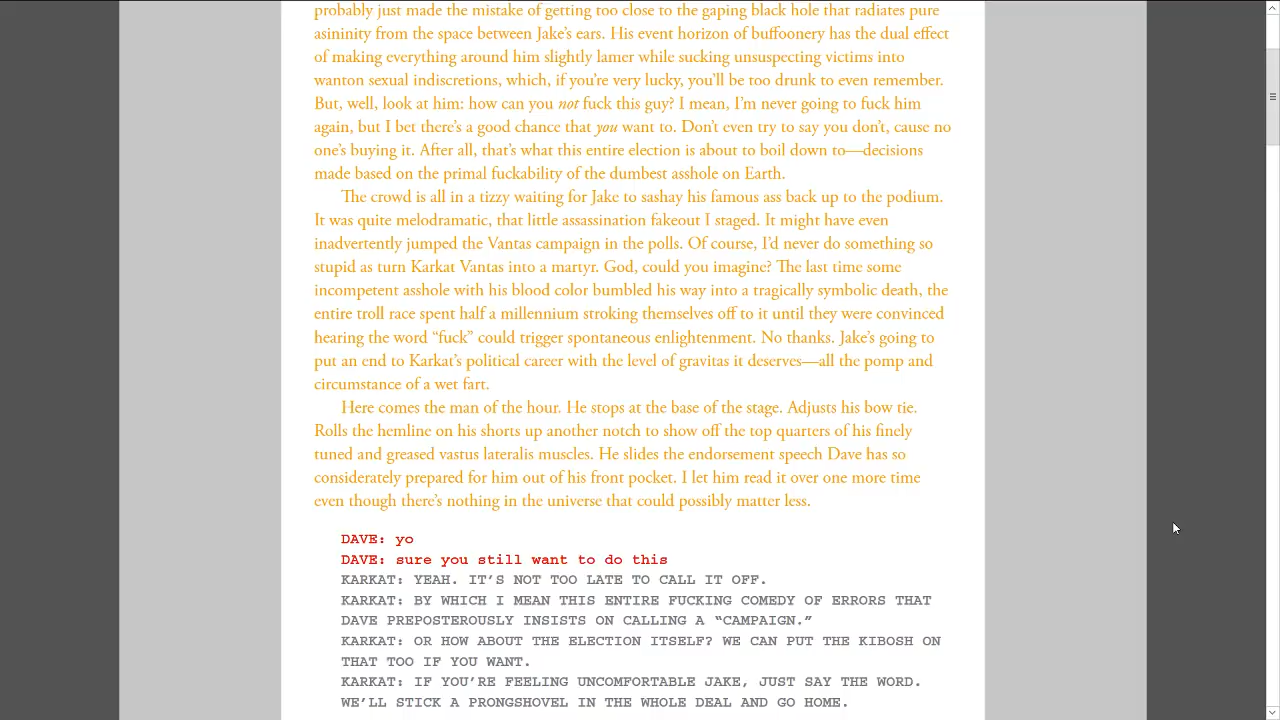 probably just made the mistake of getting too close to the gaping black hole that radiates pure
asininity from the space between Jake’s ears. His event horizon of buffoonery has the dual effect
of making everything around him slightly lamer while sucking unsuspecting victims into
wanton sexual indiscretions, which, if you’re very lucky, you’ll be too drunk to even remember.
But, well, look at him: how can you not fuck this guy? I mean, I’m never going to fuck him
again, but I bet there’s a good chance that you want to. Don’t even try to say you don’t, cause no
one’s buying it. After all, that’s what this entire election is about to boil down to—decisions
made based on the primal fuckability of the dumbest asshole on Earth.
The crowd is all in a tizzy waiting for Jake to sashay his famous ass back up to the podium.
It was quite melodramatic, that little assassination fakeout I staged. It might have even
inadvertently jumped the Vantas campaign in the polls. Of course, I’d never do something so
stupid as turn Karkat Vantas into a martyr. God, could you imagine? The last time some
incompetent asshole with his blood color bumbled his way into a tragically symbolic death, the
entire troll race spent half a millennium stroking themselves off to it until they were convinced
hearing the word “fuck” could trigger spontaneous enlightenment. No thanks. Jake’s going to
put an end to Karkat’s political career with the level of gravitas it deserves—all the pomp and
circumstance of a wet fart.
Here comes the man of the hour. He stops at the base of the stage. Adjusts his bow tie.
Rolls the hemline on his shorts up another notch to show off the top quarters of his finely
tuned and greased vastus lateralis muscles. He slides the endorsement speech Dave has so
considerately prepared for him out of his front pocket. I let him read it over one more time
even though there’s nothing in the universe that could possibly matter less.
DAVE: yo
DAVE: sure you still want to do this
KARKAT: YEAH. IT’S NOT TOO LATE TO CALL IT OFF.
KARKAT: BY WHICH I MEAN THIS ENTIRE FUCKING COMEDY OF ERRORS THAT
DAVE PREPOSTEROUSLY INSISTS ON CALLING A “CAMPAIGN.”
KARKAT: OR HOW ABOUT THE ELECTION ITSELF? WE CAN PUT THE KIBOSH ON
THAT TOO IF YOU WANT.
KARKAT: IF YOU’RE FEELING UNCOMFORTABLE JAKE, JUST SAY THE WORD.
WE’LL STICK A PRONGSHOVEL IN THE WHOLE DEAL AND GO HOME.